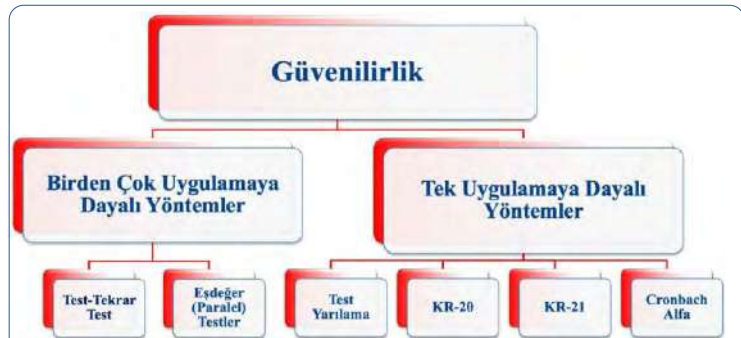 Güvenilirlik
Birden Çok Uygulamaya
Dayalı Yöntemler
Tek Uygulamaya Dayalı
Yöntemler
Test-Tekrar
Test
Eşdeğer
(Paralel)
Testler
Test
Yarılama
KR-20
KR-21
Cronbach
Alfa